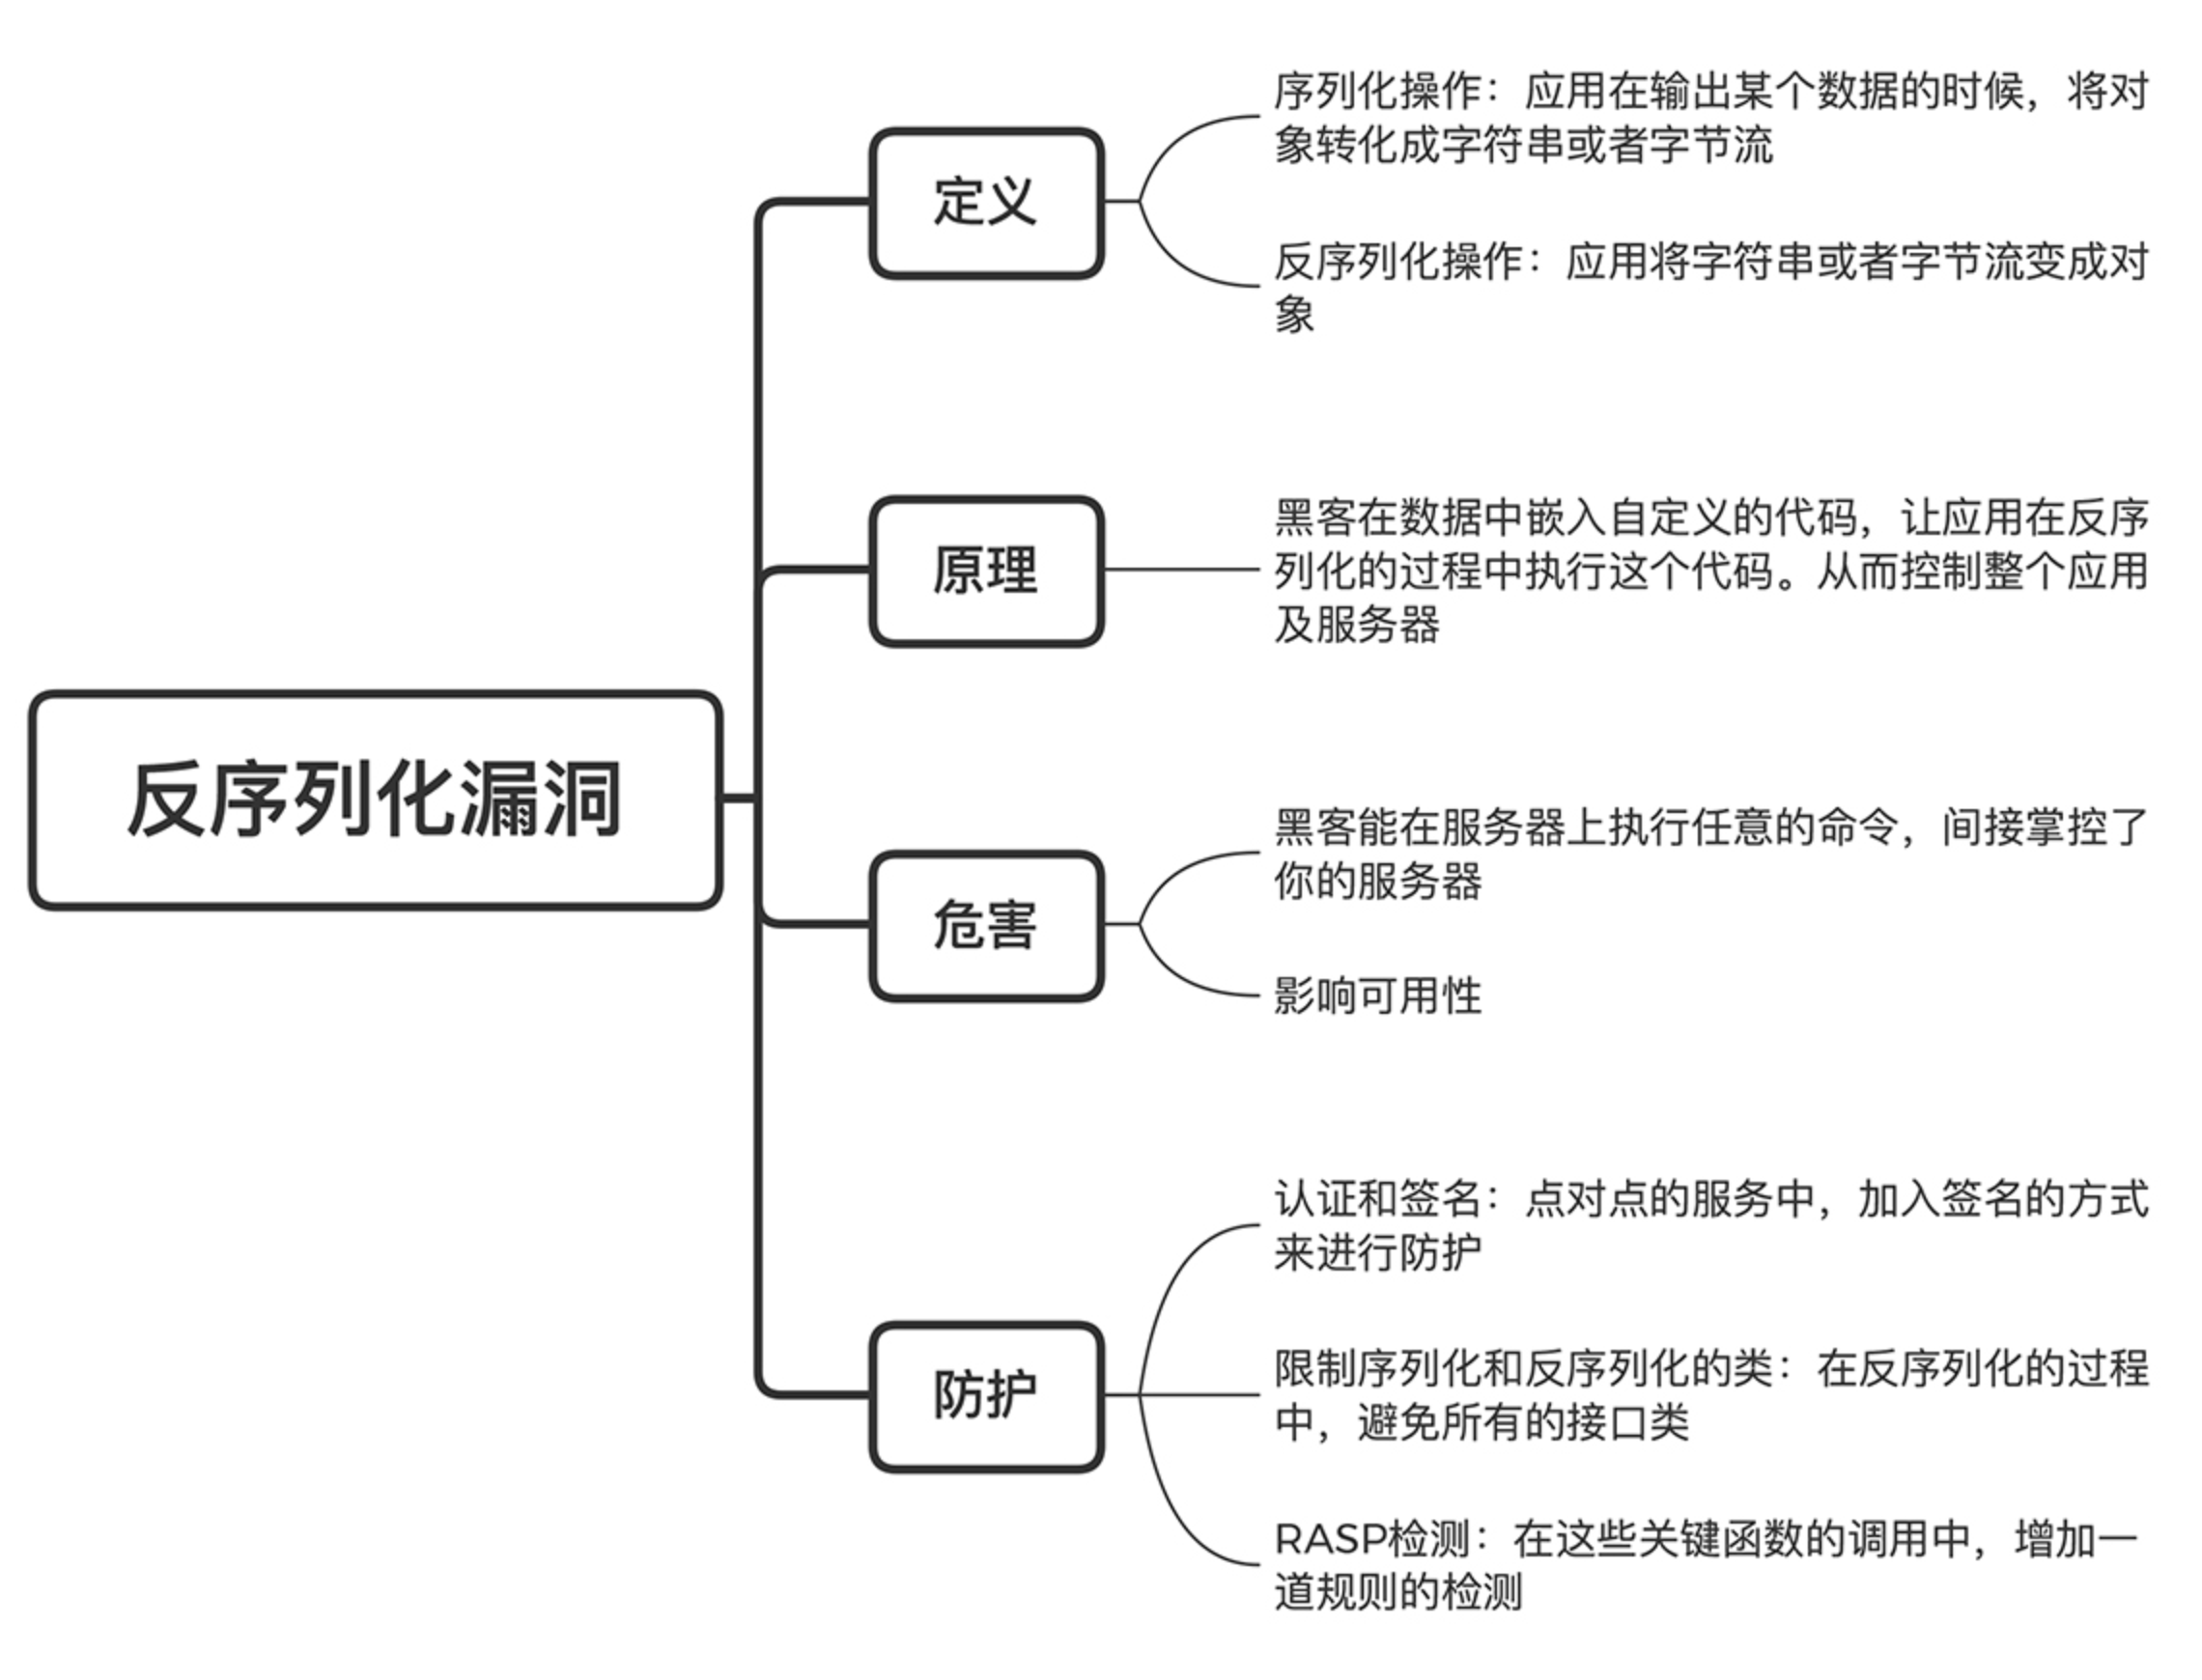 反序列化漏洞
定义
序列化操作：应用在输出某个数据的时候，将对
象转化成字符串或者字节流
反序列化操作：应用将字符串或者字节流变成对
象
原理
黑客在数据中嵌入自定义的代码，让应用在反序
列化的过程中执行这个代码。从而控制整个应用
及服务器
危害
黑客能在服务器上执行任意的命令，间接掌控了
你的服务器
影响可用性
防护
认证和签名：点对点的服务中，加入签名的方式
来进行防护
限制序列化和反序列化的类：在反序列化的过程
中，避免所有的接口类
RASP检测：在这些关键函数的调用中，增加一
道规则的检测